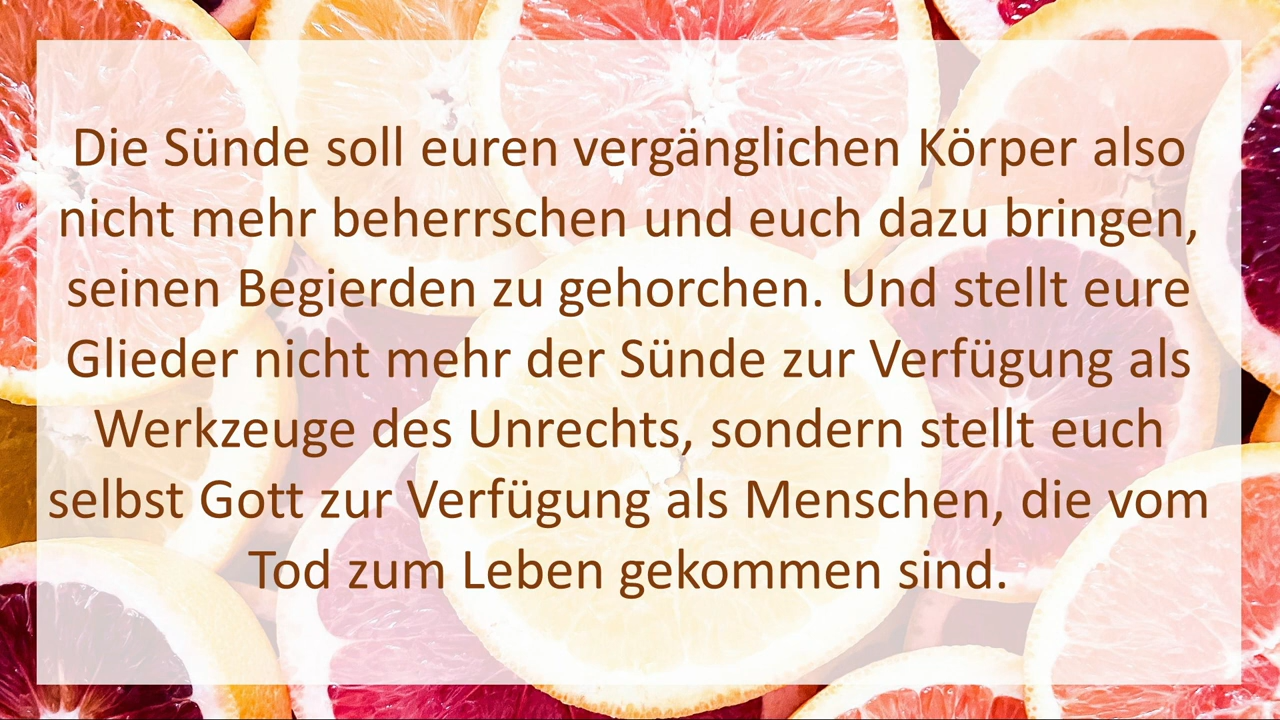 Die Sünde soll euren vergänglichen Körper also
nicht mehr beherrschen und euch dazu bringen,
seinen Begierden zu gehorchen. Und stellt eure
Glieder nicht mehr der Sünde zur Verfügung als
Werkzeuge des Unrechts, sondern stellt euch
selbst Gott zur Verfügung als Menschen, die vom
Tod zum Leben gekommen sind.